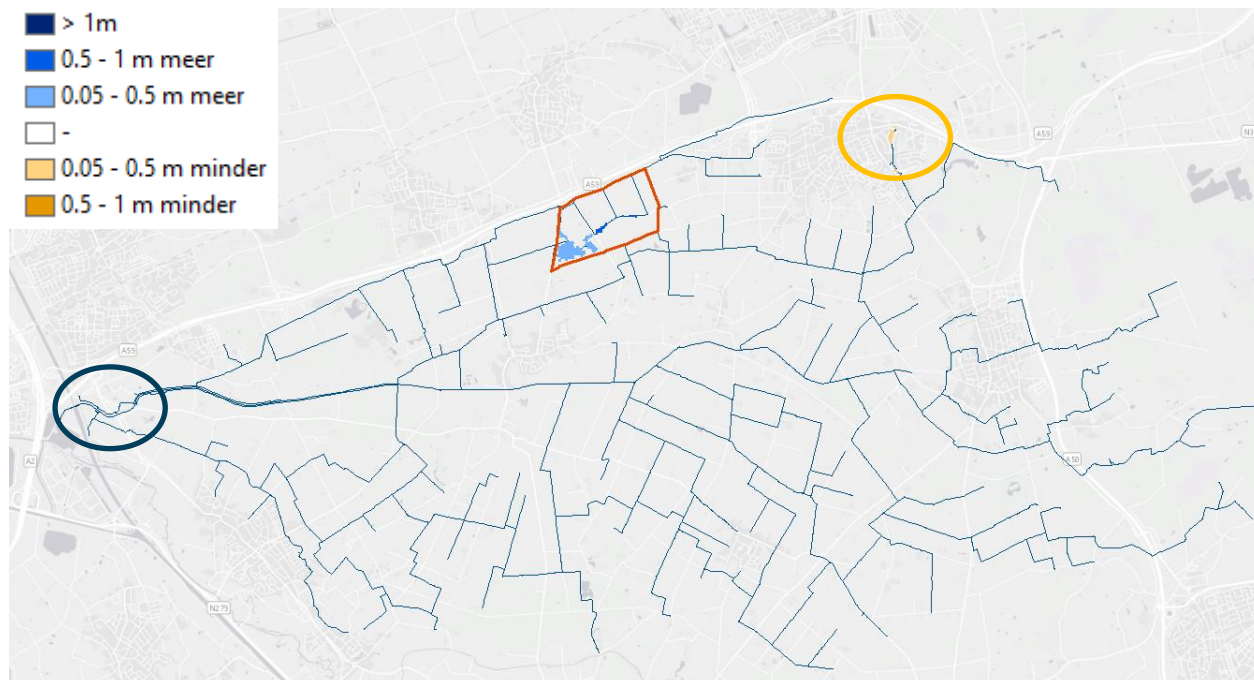 > 1m
0.5 - 1 m meer
0.05 - 0.5 m meer
-
0.05 - 0.5 m minder
0.5 - 1 m minder
A59
N3
A59
A59
A2
A50
N279